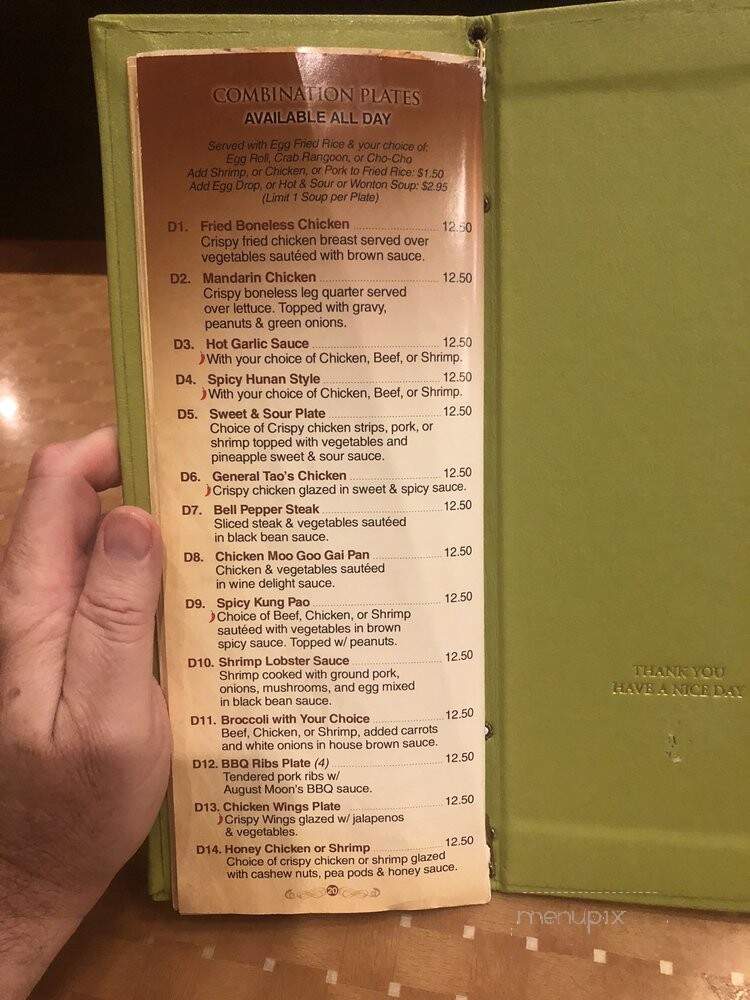 COMBINATION PLATES
AVAILABLE ALL DAY
Served with Egg Fried Rice & your choice of:
Egg Roll, Crab Rangoon, or Cho-Cho
Add Shrimp, or Chicken, or Pork to Fried Rice: $1.50
Add Egg Drop, or Hot & Sour or Wonton Soup: $2.95
(Limit 1 Soup per Plate)
D1. Fried Boneless Chicken 12.50
Crispy fried chicken breast served over
vegetables sautéed with brown sauce.
D2. Mandarin Chicken 12.50
Crispy boneless leg quarter served
over lettuce. Topped with gravy,
peanuts & green onions.
D3. Hot Garlic Sauce 12.50
With your choice of Chicken, Beef, or Shrimp.
D4. Spicy Hunan Style 12.50
With your choice of Chicken, Beef, or Shrimp.
D5. Sweet & Sour Plate 12.50
Choice of Crispy chicken strips, pork, or
shrimp topped with vegetables and
pineapple sweet & sour sauce.
D6. General Tao's Chicken 12.50
Crispy chicken glazed in sweet & spicy sauce.
D7. Bell Pepper Steak 12.50
Sliced steak & vegetables sautéed
in black bean sauce.
D8. Chicken Moo Goo Gai Pan 12.50
Chicken & vegetables sautéed
in wine delight sauce.
D9. Spicy Kung Pao 12.50
Choice of Beef, Chicken, or Shrimp
sautéed with vegetables in brown
spicy sauce. Topped w/ peanuts.
D10. Shrimp Lobster Sauce 12.50
Shrimp cooked with ground pork,
onions, mushrooms, and egg mixed
in black bean sauce.
D11. Broccoli with Your Choice 12.50
Beef, Chicken, or Shrimp, added carrots
and white onions in house brown sauce.
D12. BBQ Ribs Plate (4) 12.50
Tendered pork ribs w/
August Moon's BBQ sauce.
D13. Chicken Wings Plate 12.50
Crispy Wings glazed w/ jalapenos
& vegetables.
D14. Honey Chicken or Shrimp 12.50
Choice of crispy chicken or shrimp glazed
with cashew nuts, pea pods & honey sauce.
20
THANK YOU
HAVE A NICE DAY
menupix